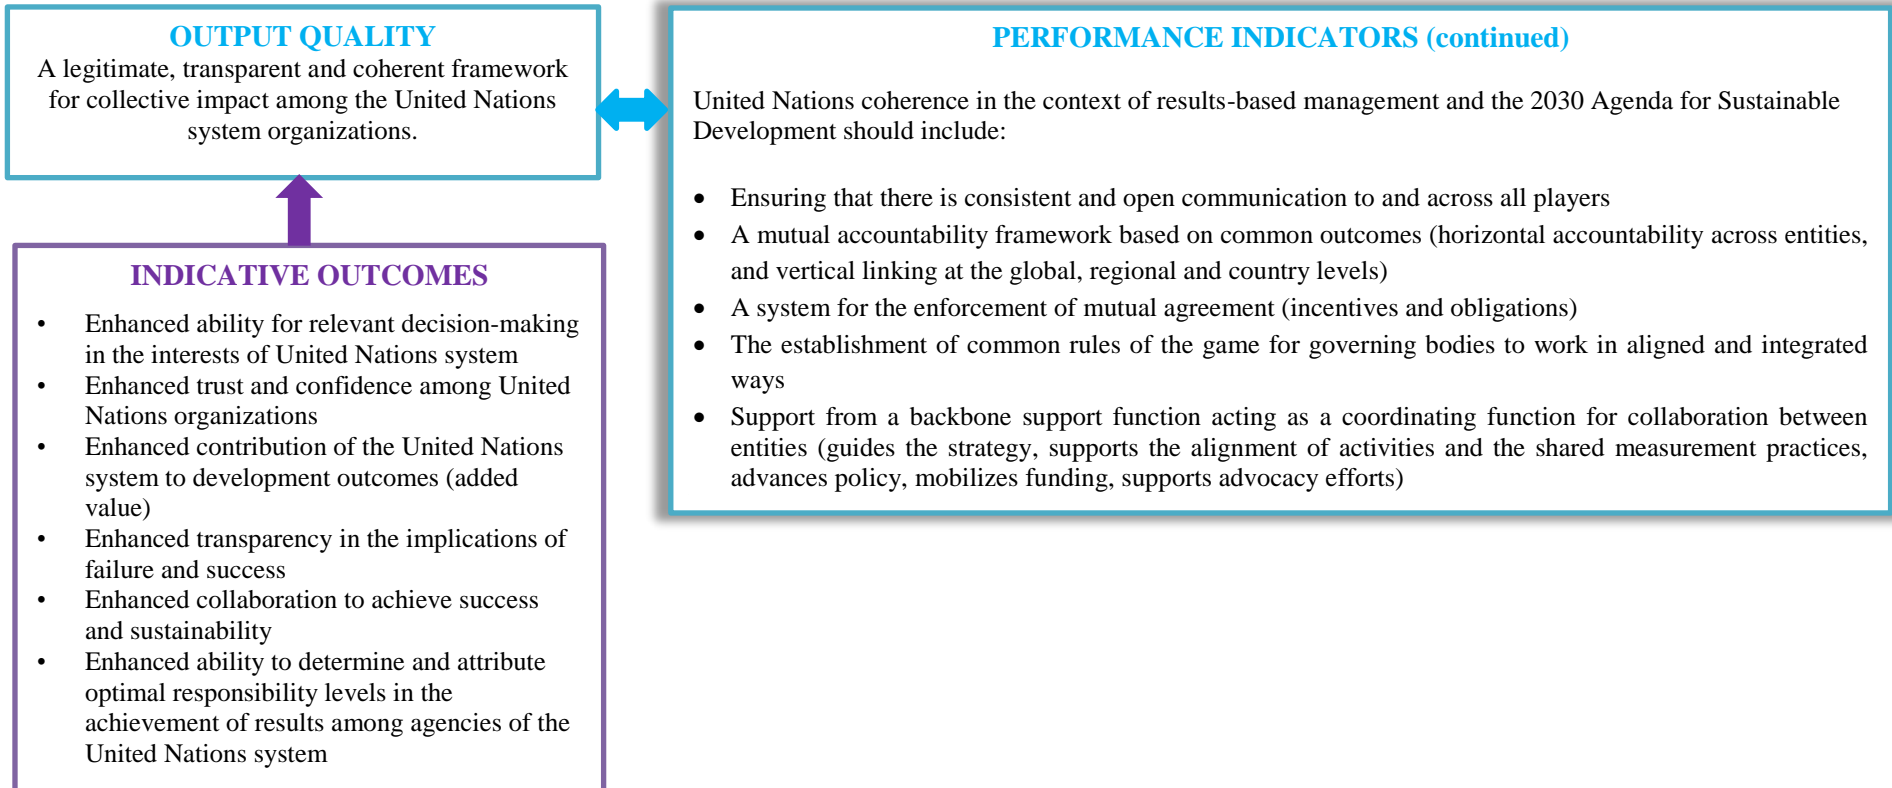 OUTPUT QUALITY
A legitimate, transparent and coherent framework
for collective impact among the United Nations
system organizations.
INDICATIVE OUTCOMES
• Enhanced ability for relevant decision-making
in the interests of United Nations system
• Enhanced trust and confidence among United
Nations organizations
• Enhanced contribution of the United Nations
system to development outcomes (added
value)
• Enhanced transparency in the implications of
failure and success
• Enhanced collaboration to achieve success
and sustainability
• Enhanced ability to determine and attribute
optimal responsibility levels in the
achievement of results among agencies of the
United Nations system
PERFORMANCE INDICATORS (continued)
United Nations coherence in the context of results-based management and the 2030 Agenda for Sustainable
Development should include:
• Ensuring that there is consistent and open communication to and across all players
• A mutual accountability framework based on common outcomes (horizontal accountability across entities,
and vertical linking at the global, regional and country levels)
• A system for the enforcement of mutual agreement (incentives and obligations)
• The establishment of common rules of the game for governing bodies to work in aligned and integrated
ways
• Support from a backbone support function acting as a coordinating function for collaboration between
entities (guides the strategy, supports the alignment of activities and the shared measurement practices,
advances policy, mobilizes funding, supports advocacy efforts)